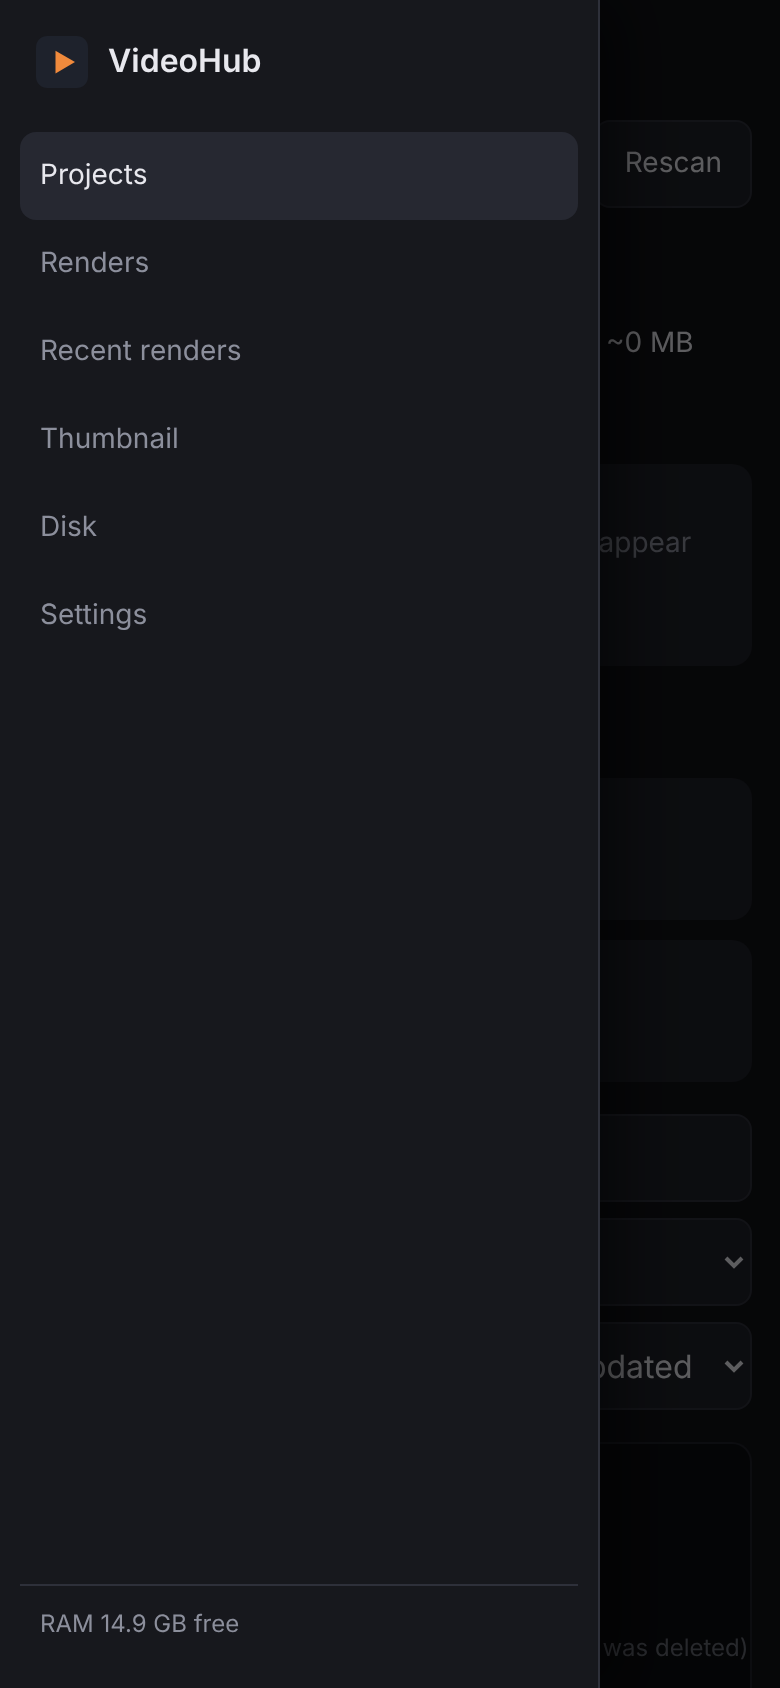 VideoHub
Projects
Rescan
Renders
~0 MB
Recent renders
Thumbnail
Disk
appear
Settings
pdated
RAM 14.9 GB free
was deleted)